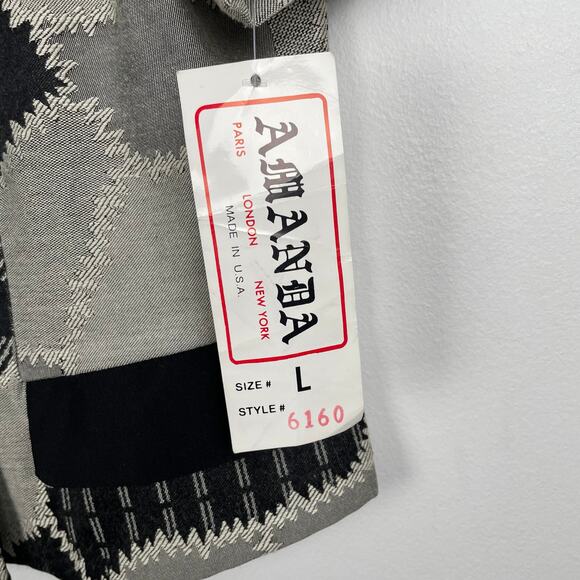 AMANDA
PARIS LONDON NEW YORK
MADE IN U.S.A.
SIZE # L
STYLE # 6160